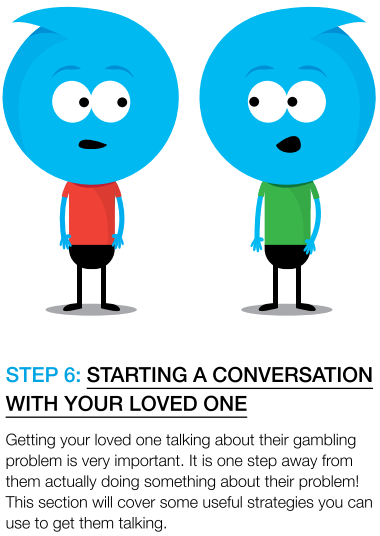 STEP 6: STARTING A CONVERSATION
WITH YOUR LOVED ONE
Getting your loved one talking about their gambling
problem is very important. It is one step away from
them actually doing something about their problem!
This section will cover some useful strategies you can
use to get them talking.